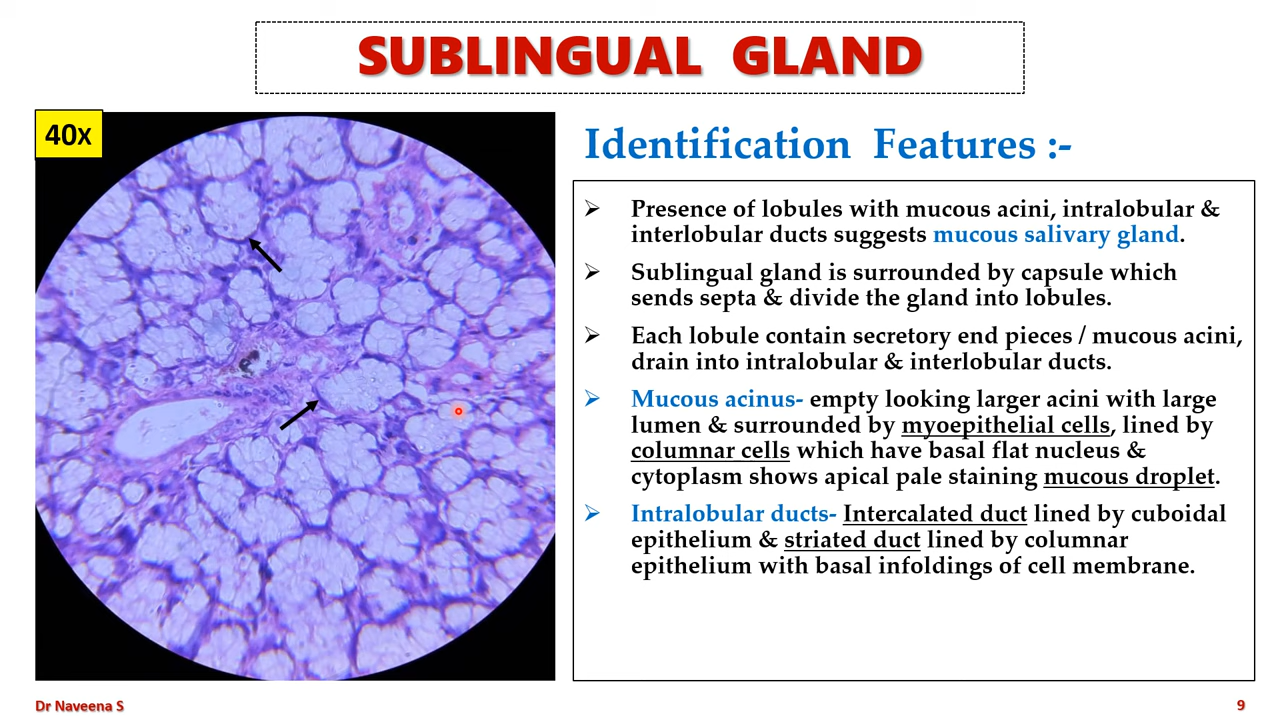 SUBLINGUAL GLAND
40x
Identification Features :-
➢ Presence of lobules with mucous acini, intralobular &
interlobular ducts suggests mucous salivary gland.
➢ Sublingual gland is surrounded by capsule which
sends septa & divide the gland into lobules.
➢ Each lobule contain secretory end pieces / mucous acini,
drain into intralobular & interlobular ducts.
➢ Mucous acinus- empty looking larger acini with large
lumen & surrounded by myoepithelial cells, lined by
columnar cells which have basal flat nucleus &
cytoplasm shows apical pale staining mucous droplet.
➢ Intralobular ducts- Intercalated duct lined by cuboidal
epithelium & striated duct lined by columnar
epithelium with basal infoldings of cell membrane.
Dr Naveena S
9